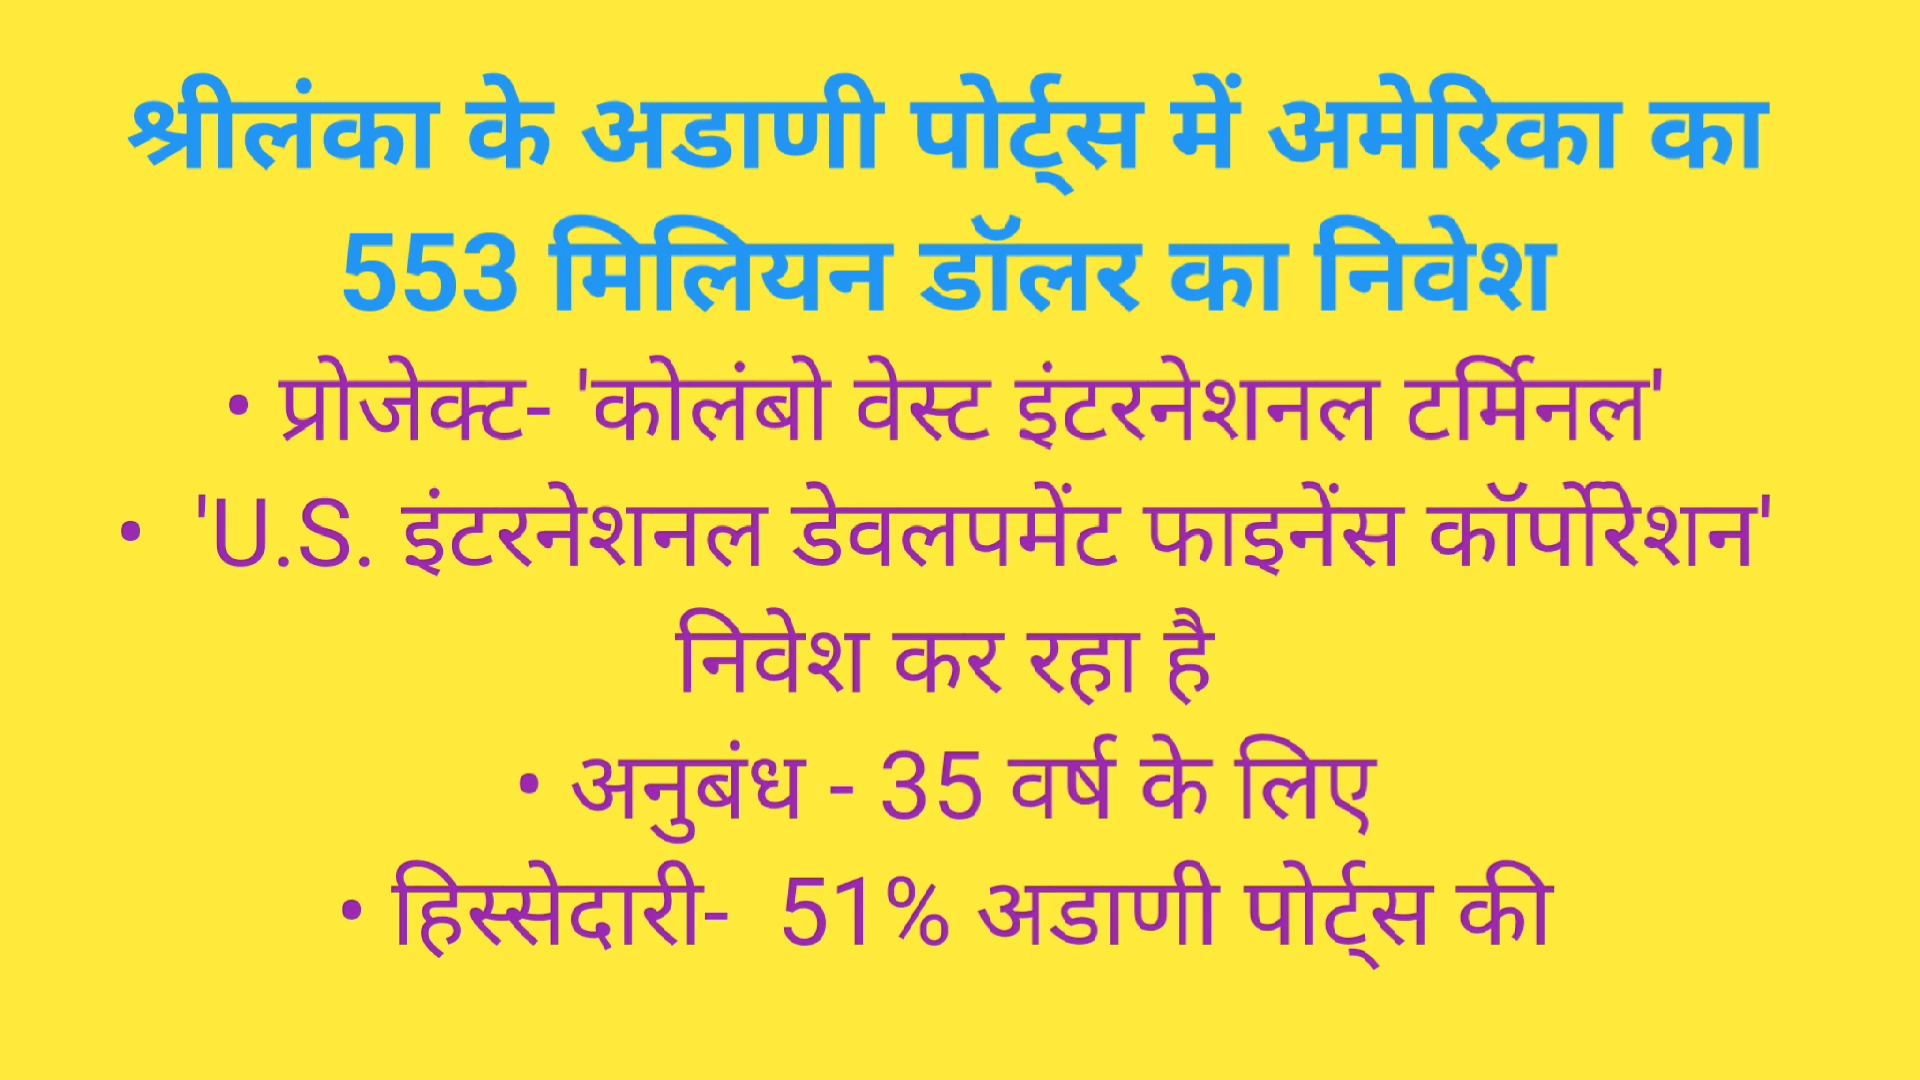 श्रीलंका के अडाणी पोर्ट्स में अमेरिका का
553 मिलियन डॉलर का निवेश
• प्रोजेक्ट- 'कोलंबो वेस्ट इंटरनेशनल टर्मिनल'
• 'U.S. इंटरनेशनल डेवलपमेंट फाइनेंस कॉर्पोरेशन'
निवेश कर रहा है
• अनुबंध - 35 वर्ष के लिए
• हिस्सेदारी- 51% अडाणी पोर्ट्स की